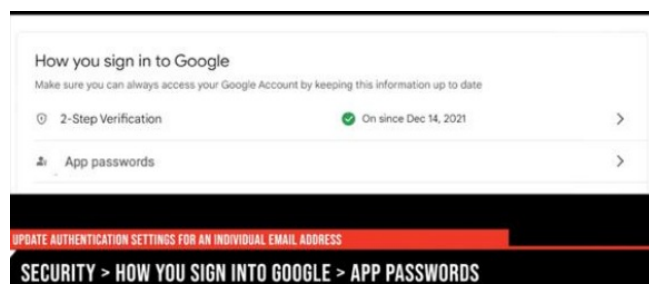 How you sign in to Google
Make sure you can always access your Google Account by keeping this information up to date
2-Step Verification
On since Dec 14, 2021
App passwords
UPDATE AUTHENTICATION SETTINGS FOR AN INDIVIDUAL EMAIL ADDRESS
SECURITY > HOW YOU SIGN INTO GOOGLE > APP PASSWORDS